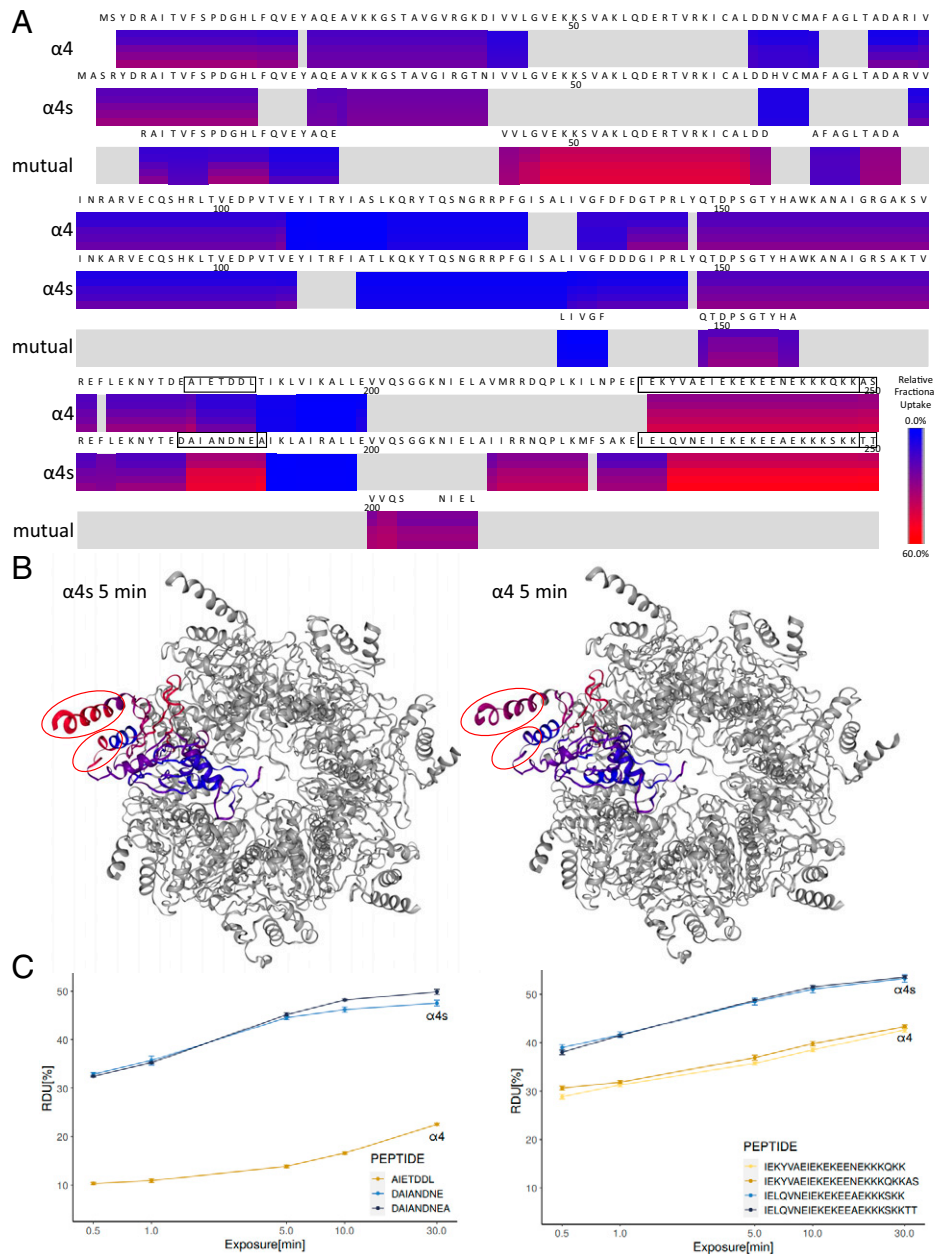 A
M S Y D R A I T V F S P D G H L F Q V E Y A Q E A V K K G S T A V G V R G K D I V V L G V E K K S V A K L Q D E R T V R K I C A L D D N V C M A F A G L T A D A R I V
50
α4
M A S R Y D R A I T V F S P D G H L F Q V E Y A Q E A V K K G S T A V G I R G T N I V V L G V E K K S V A K L Q D E R T V R K I C A L D D H V C M A F A G L T A D A R V V
50
α4s
R A I T V F S P D G H L F Q V E Y A Q E V V L G V E K K S V A K L Q D E R T V R K I C A L D D A F A G L T A D A
50
mutual
I N R A R V E C Q S H R L T V E D P V T V E Y I T R Y I A S L K Q R Y T Q S N G R R P F G I S A L I V G F D F D G T P R L Y Q T D P S G T Y H A W K A N A I G R G A K S V
100 150
α4
I N K A R V E C Q S H K L T V E D P V T V E Y I T R F I A T L K Q K Y T Q S N G R R P F G I S A L I V G F D D D G I P R L Y Q T D P S G T Y H A W K A N A I G R S A K T V
100 150
α4s
L I V G F Q T D P S G T Y H A
150
mutual
R E F L E K N Y T D E A I E T D D L T I K L V I K A L L E V V Q S G G K N I E L A V M R R D Q P L K I L N P E E I E K Y V A E I E K E K E E N E K K K Q K K A S
200 250
α4
R E F L E K N Y T E D A I A N D N E A I K L A I R A L L E V V Q S G G K N I E L A I I R R N Q P L K M F S A K E I E L Q V N E I E K E K E E A E K K K S K K T T
200 250
α4s
V V Q S N I E L
200
mutual
Relative
Fractiona
Uptake
0.0%
60.0%
B
α4s 5 min α4 5 min
C
RDU[%]
50
40
30
20
10
α4s
α4
PEPTIDE
AIETDDL
DAIANDNE
DAIANDNEA
0.5 1.0 5.0 10.0 30.0
Exposure[min]
RDU[%]
50
40
30
20
10
α4s
α4
PEPTIDE
IEKYVAEIEKEKEENEKKKQKK
IEKYVAEIEKEKEENEKKKQKKAS
IELQVNEIEKEKEEAEKKKSKK
IELQVNEIEKEKEEAEKKKSKKTT
0.5 1.0 5.0 10.0 30.0
Exposure[min]